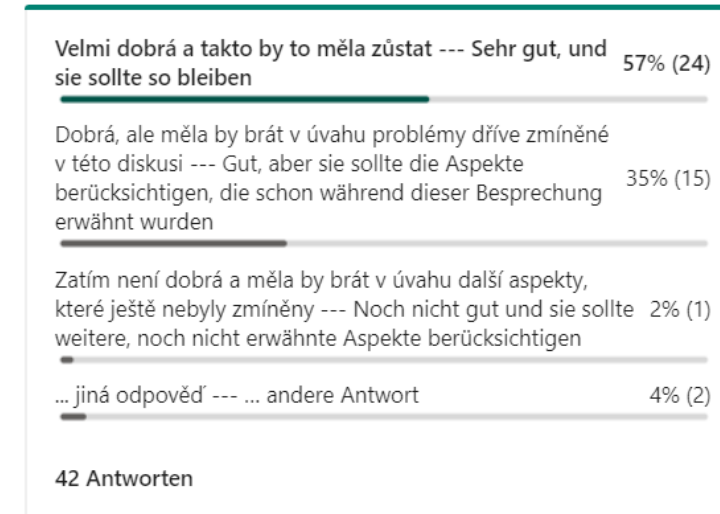 Velmi dobrá a takto by to měla zůstat --- Sehr gut, und
sie sollte so bleiben
57% (24)
Dobrá, ale měla by brát v úvahu problémy dříve zmíněné
v této diskusi --- Gut, aber sie sollte die Aspekte
berücksichtigen, die schon während dieser Besprechung
erwähnt wurden
35% (15)
Zatím není dobrá a měla by brát v úvahu další aspekty,
které ještě nebyly zmíněny --- Noch nicht gut und sie sollte
weitere, noch nicht erwähnte Aspekte berücksichtigen
2% (1)
... jiná odpověď --- ... andere Antwort
4% (2)
42 Antworten